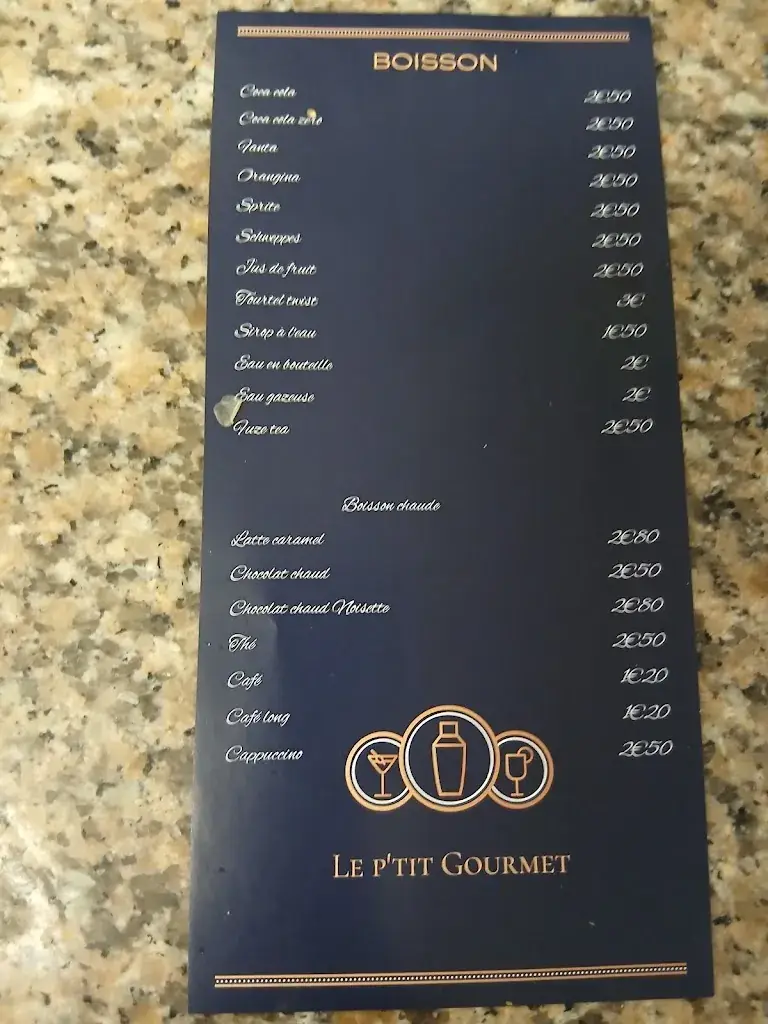 BOISSON
Coca cola 2€50
Coca cola zéro 2€50
Fanta 2€50
Orangina 2€50
Sprite 2€50
Schweppes 2€50
Jus de fruit 2€50
Tourtel twist 3€
Sirop à l'eau 1€50
Eau en bouteille 2€
Eau gazeuse 2€
Fuze tea 2€50
Boisson chaude
Latte caramel 2€80
Chocolat chaud 2€50
Chocolat chaud Noisette 2€80
Thé 2€50
Café 1€20
Café long 1€20
Cappuccino 2€50
Le p'tit Gourmet